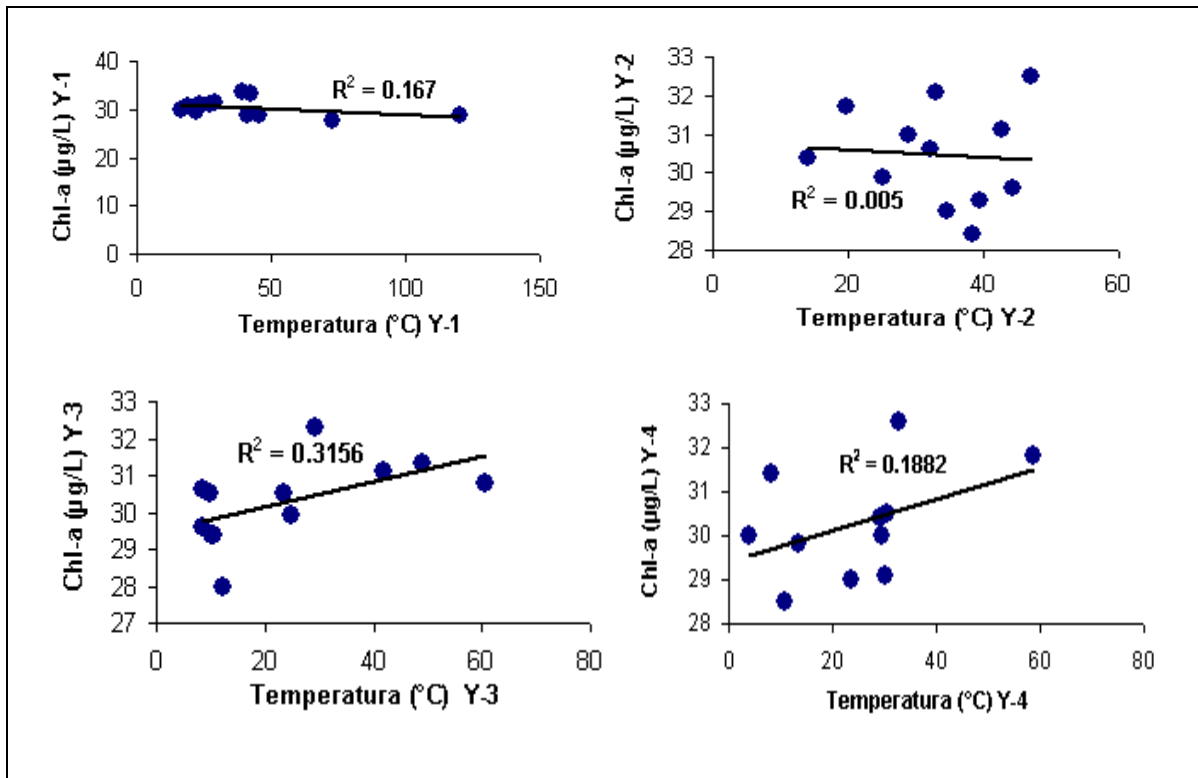 Chl-a (µg/L) Y-1
40
30
20
10
0
R² = 0.167
0 50 100 150
Temperatura (°C) Y-1
Chl-a (µg/L) Y-2
33
32
31
30
29
28
R² = 0.005
0 20 40 60
Temperatura (°C) Y-2
Chl-a (µg/L) Y-3
33
32
31
30
29
28
27
R² = 0.3156
0 20 40 60 80
Temperatura (°C) Y-3
Chl-a (µg/L) Y-4
33
32
31
30
29
28
R² = 0.1882
0 20 40 60 80
Temperatura (°C) Y-4